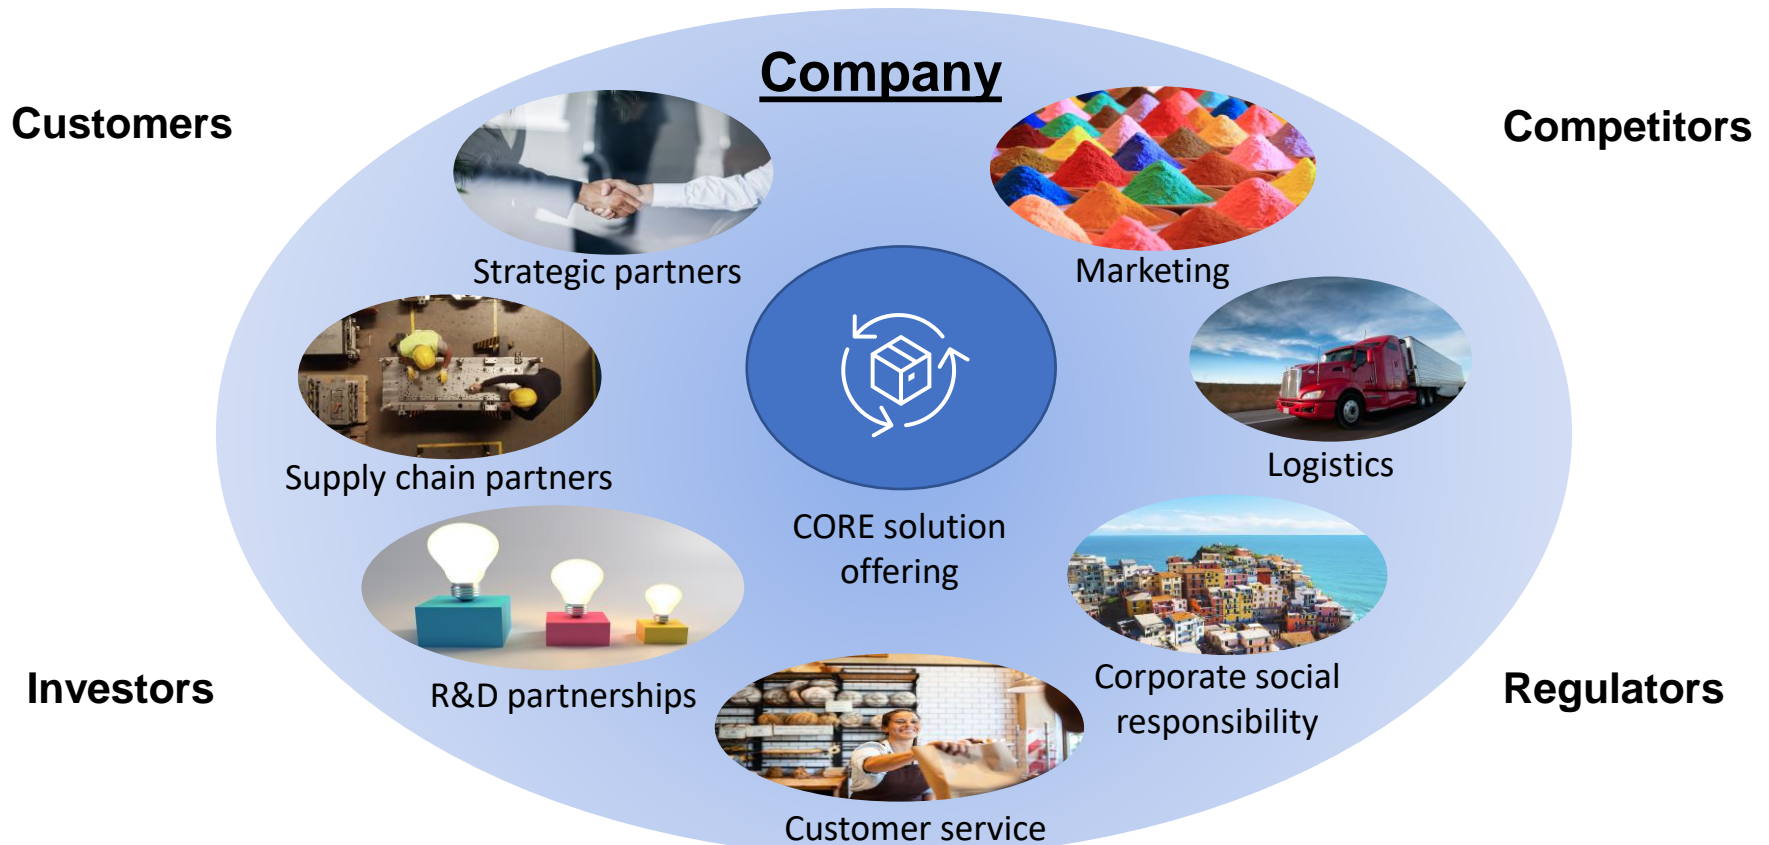 Company
Customers
Competitors
Strategic partners
Marketing
Supply chain partners
Logistics
CORE solution
offering
R&D partnerships
Corporate social
responsibility
Investors
Regulators
Customer service